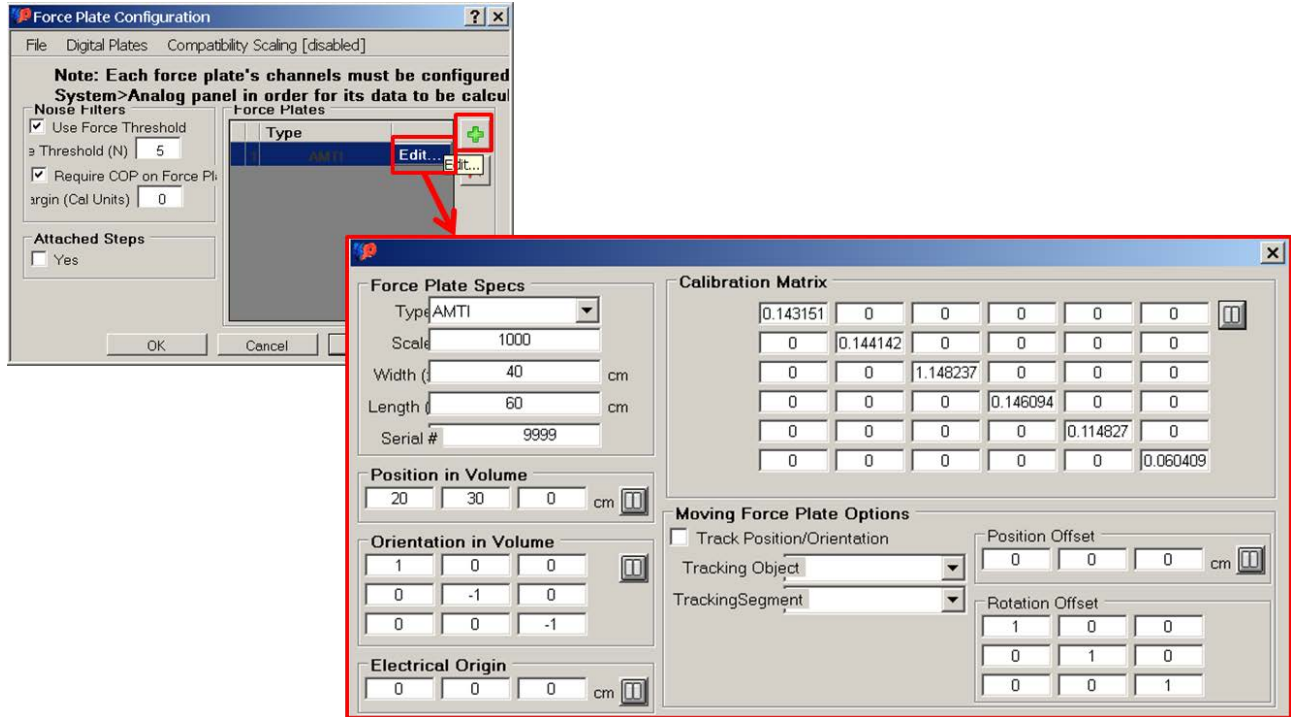 Force Plate Configuration
File Digital Plates Compatibility Scaling [disabled]
Note: Each force plate's channels must be configured
System>Analog panel in order for its data to be calcul
Noise Filters
Use Force Threshold
e Threshold (N) 5
Require COP on Force Pl
argin (Cal Units) 0
Attached Steps
Yes
Force Plates
Type
1 AMTI Edit...
Edit...
OK Cancel
Force Plate Specs
Type AMTI
Scale 1000
Width ( 40 cm
Length ( 60 cm
Serial # 9999
Position in Volume
20 30 0 cm
Orientation in Volume
1 0 0
0 -1 0
0 0 -1
Electrical Origin
0 0 0 cm
Calibration Matrix
0.143151 0 0 0 0 0
0 0.144142 0 0 0 0
0 0 1.148237 0 0 0
0 0 0 0.146094 0 0
0 0 0 0 0.114827 0
0 0 0 0 0 0.060409
Moving Force Plate Options
Track Position/Orientation
Tracking Object
TrackingSegment
Position Offset
0 0 0 cm
Rotation Offset
1 0 0
0 1 0
0 0 1